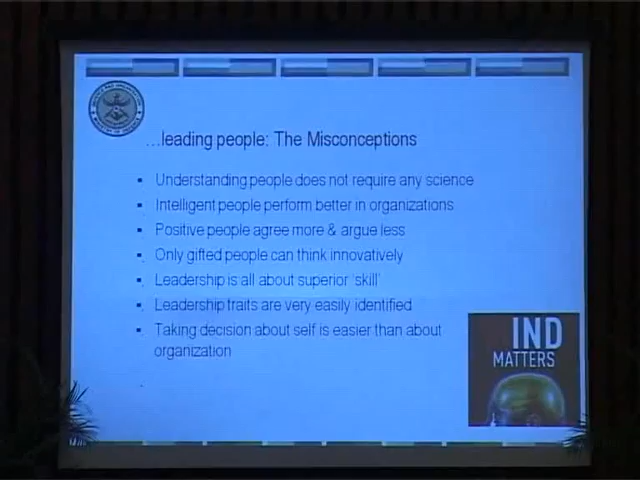 ...leading people: The Misconceptions
Understanding people does not require any science
Intelligent people perform better in organizations
Positive people agree more & argue less
Only gifted people can think innovatively
Leadership is all about superior 'skill'
Leadership traits are very easily identified
Taking decision about self is easier than about
organization
IND
MATTERS